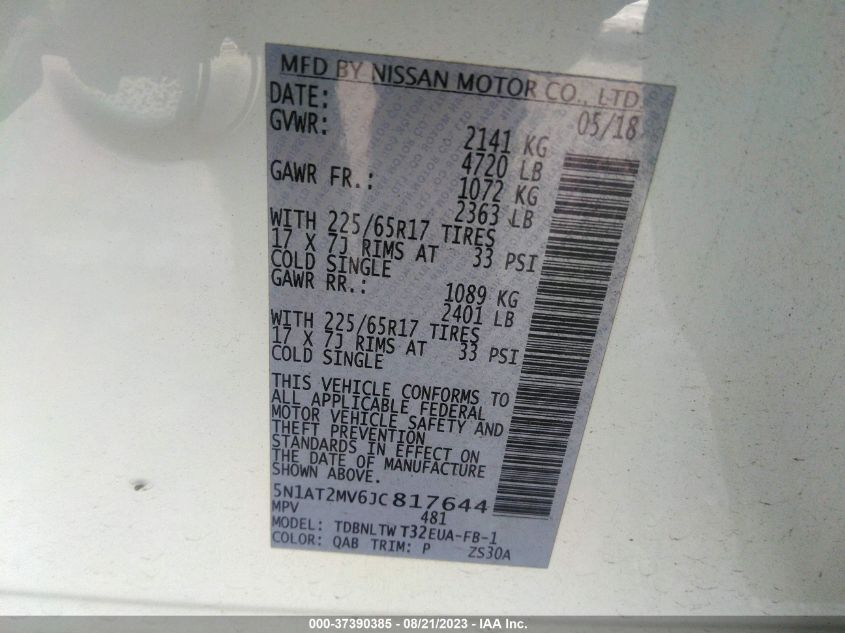 MFD BY NISSAN MOTOR CO., LTD.
DATE: 05/18
GVWR: 2141 KG
4720 LB
GAWR FR.: 1072 KG
2363 LB
WITH 225/65R17 TIRES
17 X 7J RIMS AT 33 PSI
COLD SINGLE
GAWR RR.: 1089 KG
2401 LB
WITH 225/65R17 TIRES
17 X 7J RIMS AT 33 PSI
COLD SINGLE
THIS VEHICLE CONFORMS TO
ALL APPLICABLE FEDERAL
MOTOR VEHICLE SAFETY AND
THEFT PREVENTION
STANDARDS IN EFFECT ON
THE DATE OF MANUFACTURE
SHOWN ABOVE.
5N1AT2MV6JC817644
MPV 481
MODEL: TDBNLTW T32EUA-FB-1
COLOR: QAB TRIM: P ZS30A
000-37390385 - 08/21/2023 - IAA Inc.